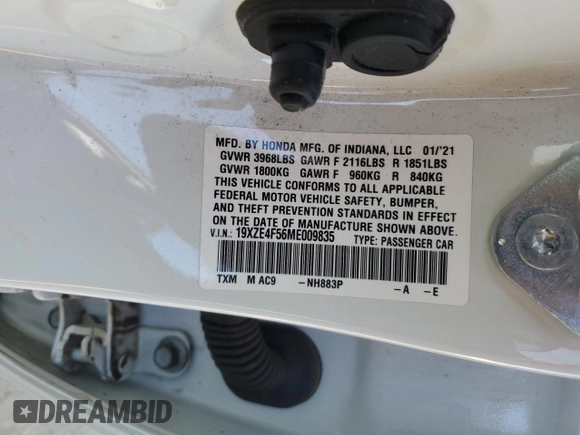 MFD. BY HONDA MFG. OF INDIANA, LLC 01/'21
GVWR 3968LBS GAWR F 2116LBS R 1851LBS
GVWR 1800KG GAWR F 960KG R 840KG
THIS VEHICLE CONFORMS TO ALL APPLICABLE
FEDERAL MOTOR VEHICLE SAFETY, BUMPER,
AND THEFT PREVENTION STANDARDS IN EFFECT
ON THE DATE OF MANUFACTURE SHOWN ABOVE.
V.I.N.: 19XZE4F56ME009835 TYPE: PASSENGER CAR
TXM M AC9 -NH883P -A -E
DREAMBID